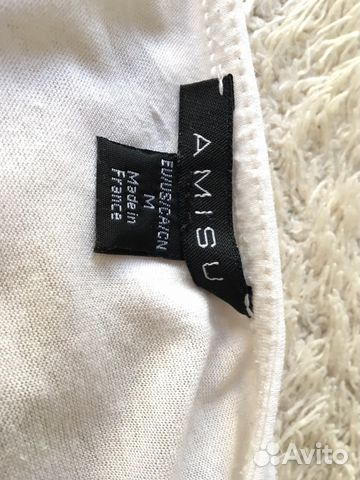 AMISU
EU/US/CA/CN
M
Made in
France
Avito